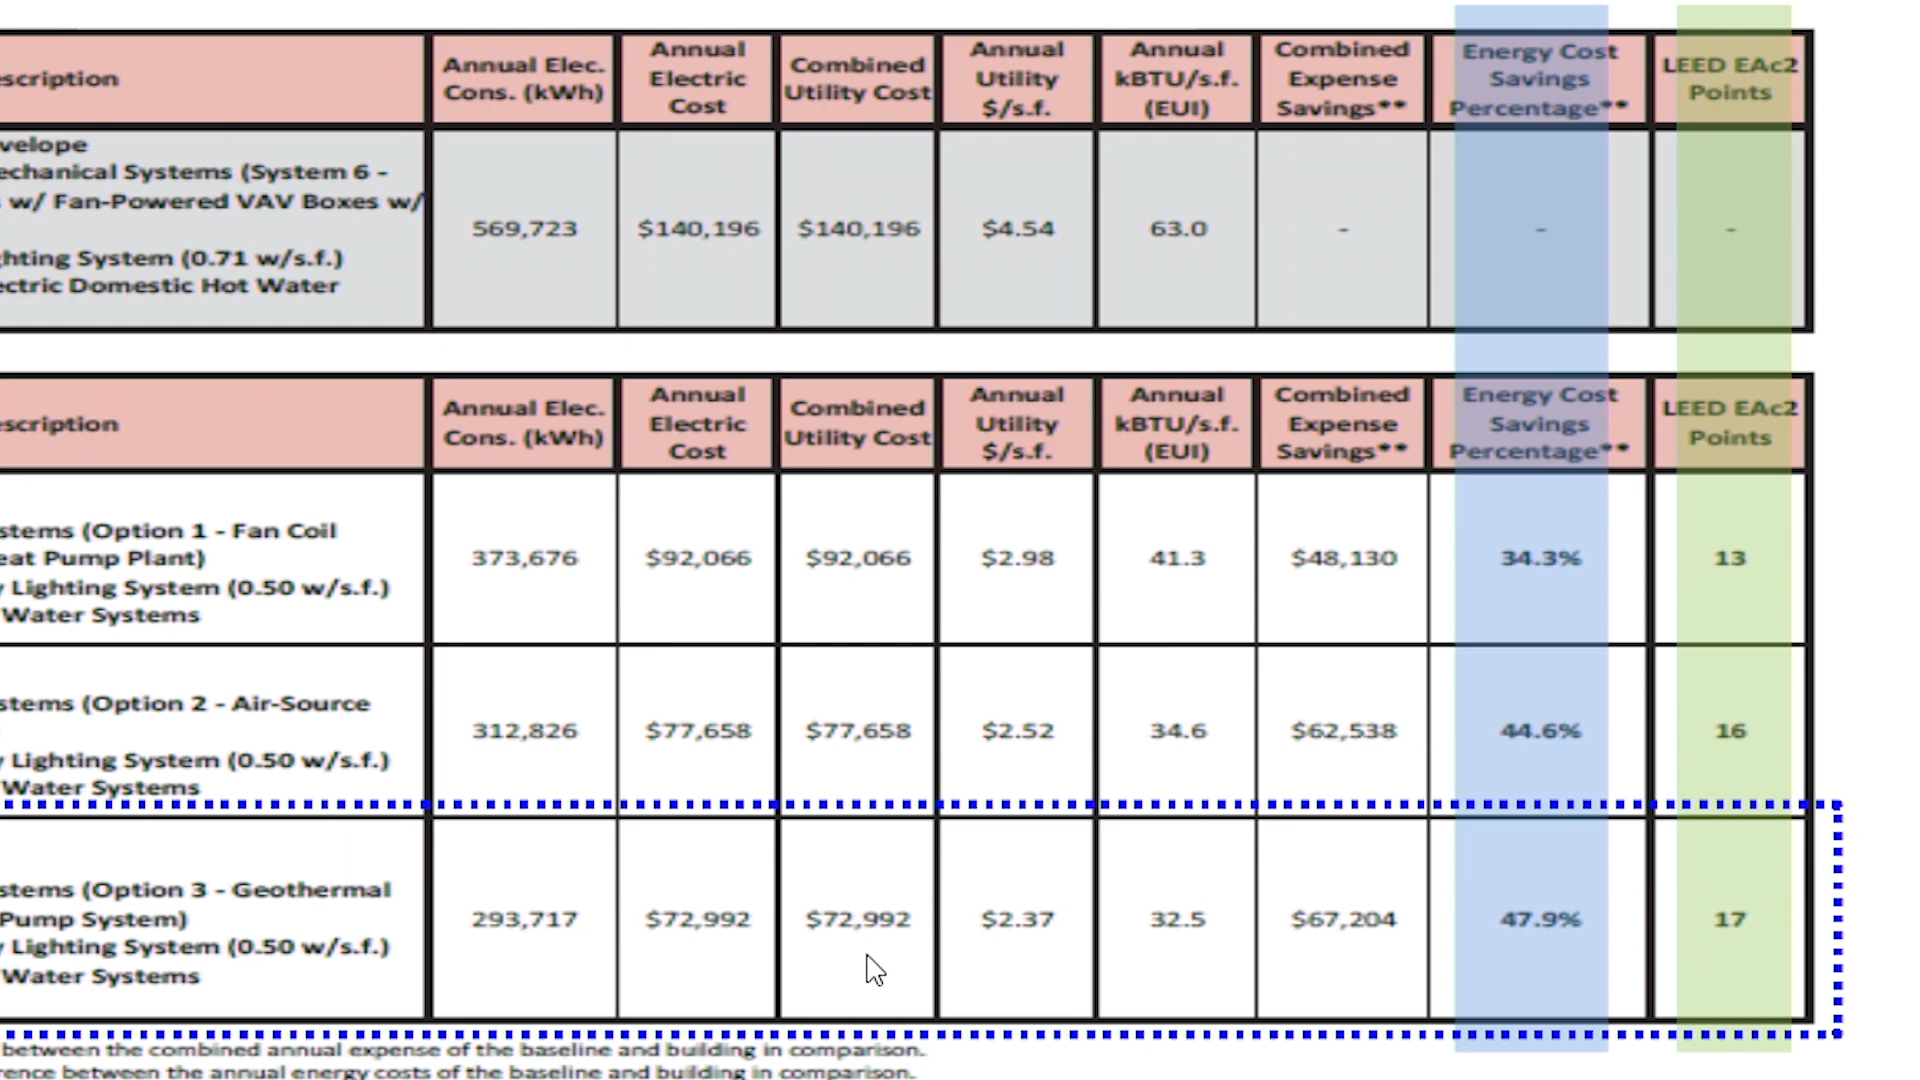 escription
Annual Elec. Cons. (kWh)
Annual Electric Cost
Combined Utility Cost
Annual Utility $/s.f.
Annual kBTU/s.f. (EUI)
Combined Expense Savings**
Energy Cost Savings Percentage**
LEED EAc2 Points
velope
echanical Systems (System 6 -
s w/ Fan-Powered VAV Boxes w/
ghting System (0.71 w/s.f.)
ectric Domestic Hot Water
569,723 $140,196 $140,196 $4.54 63.0 - - -
escription
Annual Elec. Cons. (kWh)
Annual Electric Cost
Combined Utility Cost
Annual Utility $/s.f.
Annual kBTU/s.f. (EUI)
Combined Expense Savings**
Energy Cost Savings Percentage**
LEED EAc2 Points
stems (Option 1 - Fan Coil
eat Pump Plant)
y Lighting System (0.50 w/s.f.)
Water Systems
373,676 $92,066 $92,066 $2.98 41.3 $48,130 34.3% 13
stems (Option 2 - Air-Source
y Lighting System (0.50 w/s.f.)
Water Systems
312,826 $77,658 $77,658 $2.52 34.6 $62,538 44.6% 16
stems (Option 3 - Geothermal
Pump System)
y Lighting System (0.50 w/s.f.)
Water Systems
293,717 $72,992 $72,992 $2.37 32.5 $67,204 47.9% 17
between the combined annual expense of the baseline and building in comparison.
rence between the annual energy costs of the baseline and building in comparison.